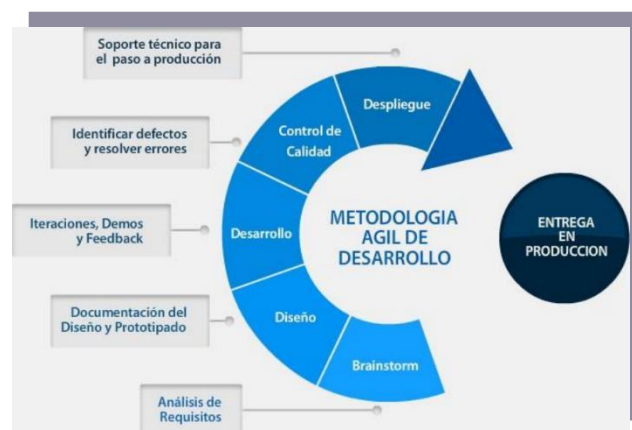 Soporte técnico para
el paso a producción
Despliegue
Identificar defectos
y resolver errores
Control de
Calidad
Iteraciones, Demos
y Feedback
Desarrollo
METODOLOGIA
AGIL DE
DESARROLLO
ENTREGA
EN
PRODUCCION
Documentación del
Diseño y Prototipado
Diseño
Brainstorm
Análisis de
Requisitos